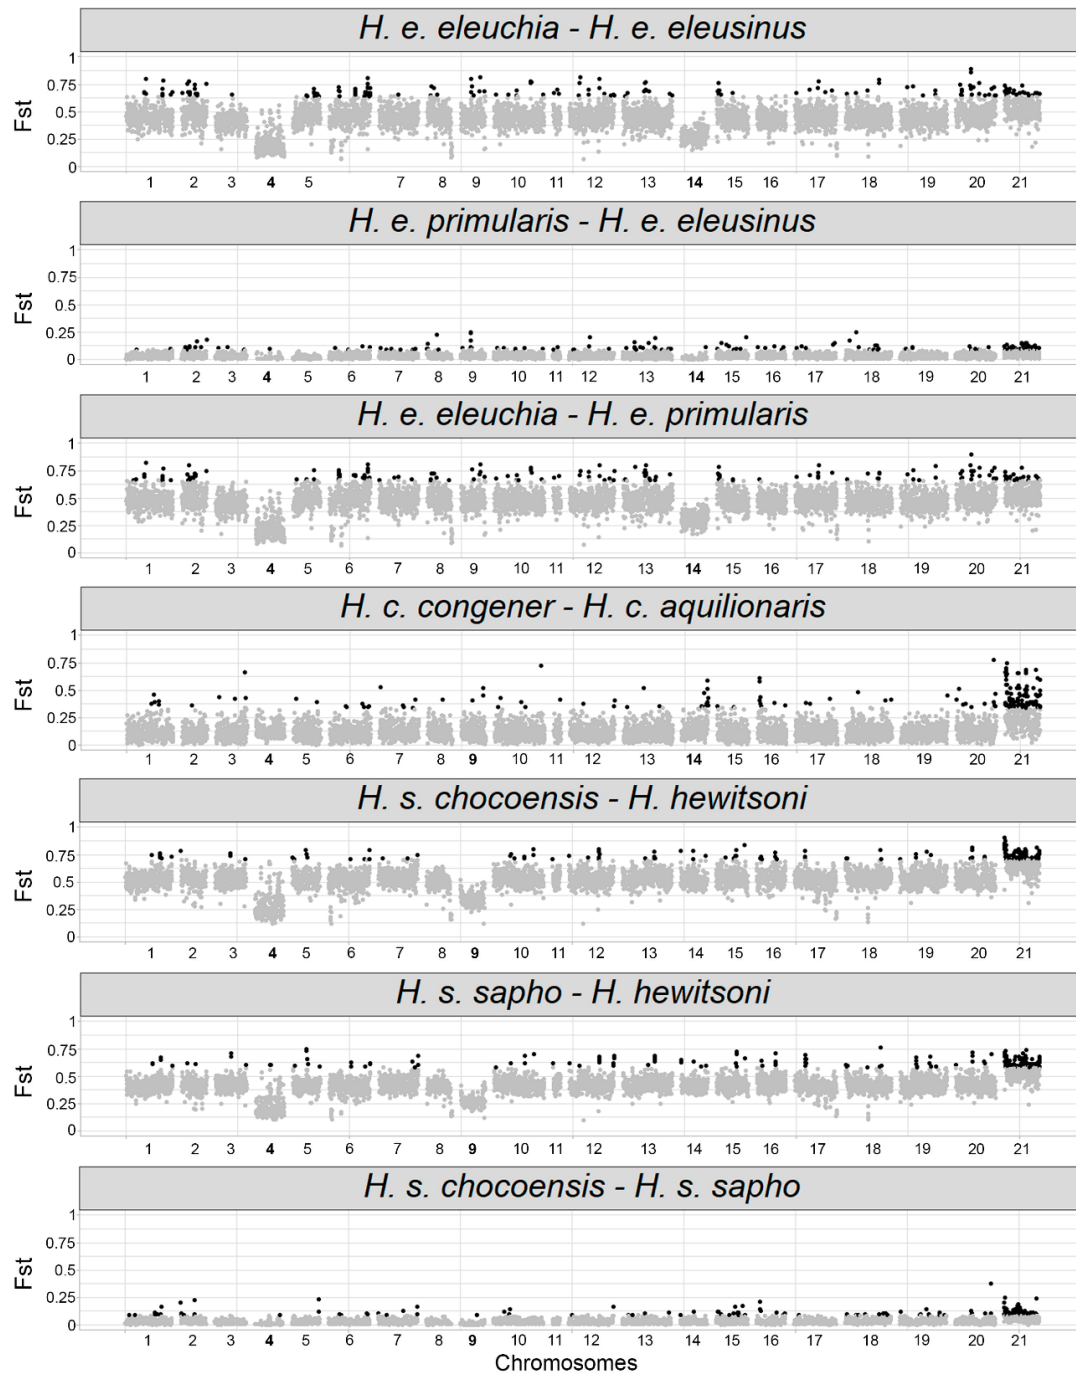 H. e. eleuchia - H. e. eleusinus
1
0.75
0.5
0.25
0
Fst
1 2 3 4 5 6 7 8 9 10 11 12 13 14 15 16 17 18 19 20 21
H. e. primularis - H. e. eleusinus
1
0.75
0.5
0.25
0
Fst
1 2 3 4 5 6 7 8 9 10 11 12 13 14 15 16 17 18 19 20 21
H. e. eleuchia - H. e. primularis
1
0.75
0.5
0.25
0
Fst
1 2 3 4 5 6 7 8 9 10 11 12 13 14 15 16 17 18 19 20 21
H. c. congener - H. c. aquilionaris
1
0.75
0.5
0.25
0
Fst
1 2 3 4 5 6 7 8 9 10 11 12 13 14 15 16 17 18 19 20 21
H. s. chocoensis - H. hewitsoni
1
0.75
0.5
0.25
0
Fst
1 2 3 4 5 6 7 8 9 10 11 12 13 14 15 16 17 18 19 20 21
H. s. sapho - H. hewitsoni
1
0.75
0.5
0.25
0
Fst
1 2 3 4 5 6 7 8 9 10 11 12 13 14 15 16 17 18 19 20 21
H. s. chocoensis - H. s. sapho
1
0.75
0.5
0.25
0
Fst
1 2 3 4 5 6 7 8 9 10 11 12 13 14 15 16 17 18 19 20 21
Chromosomes